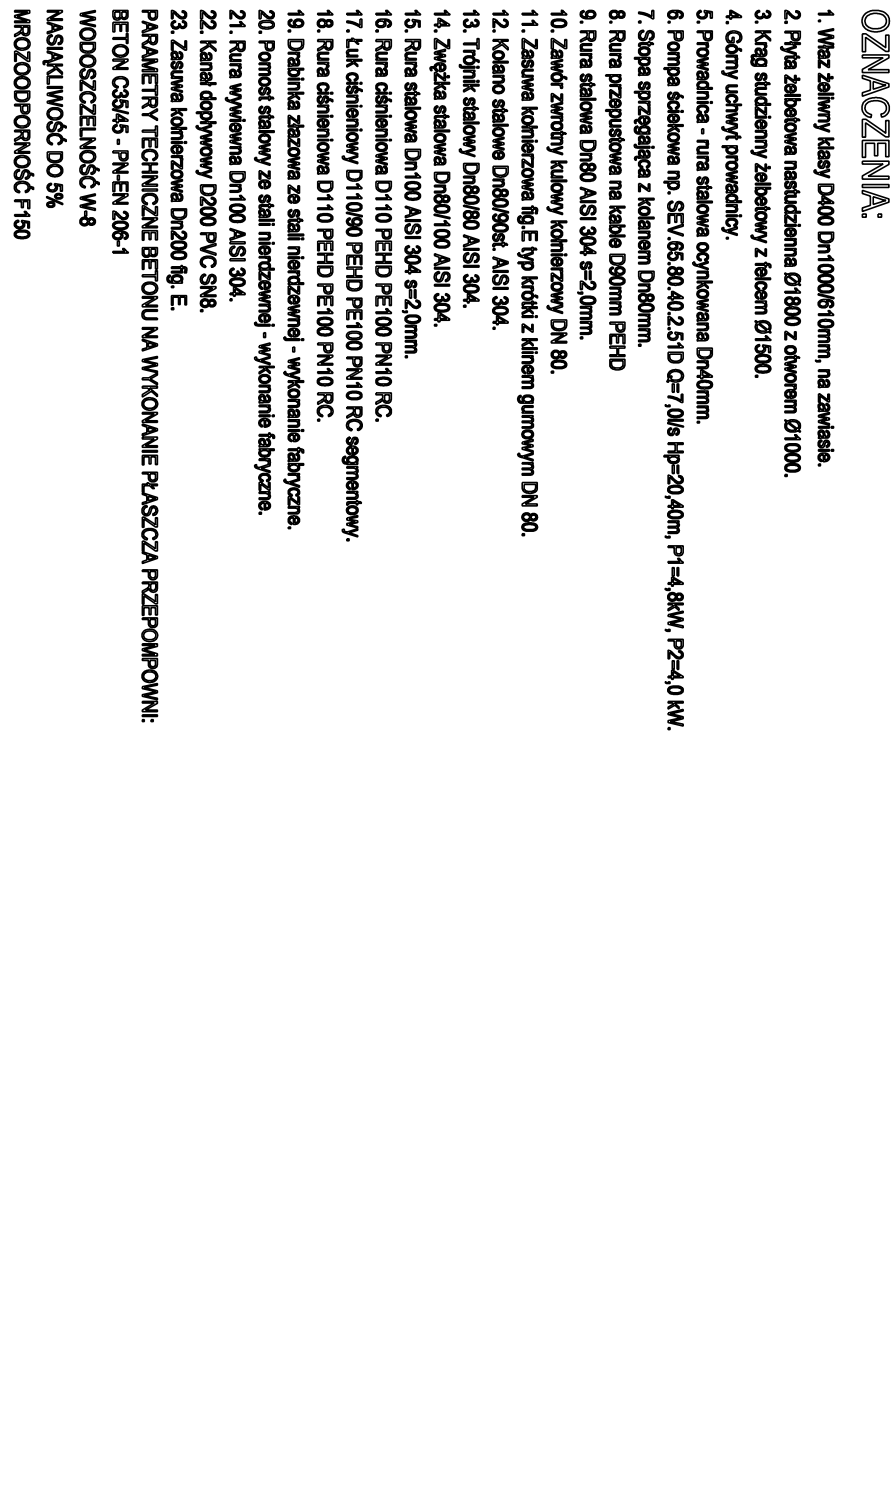 OZNACZENIA:
1. Właz żeliwny klasy D400 Dn1000/610mm, na zawiasie.
2. Płyta żelbetowa nastudzienna Ø1800 z otworem Ø1000.
3. Krąg studzienny żelbetowy z felcem Ø1500.
4. Górny uchwyt prowadnicy.
5. Prowadnica - rura stalowa ocynkowana Dn40mm.
6. Pompa ściekowa np. SEV.65.80.40.2.51D Q=7,0l/s Hp=20,40m, P1=4,8kW, P2=4,0 kW.
7. Stopa sprzęgająca z kolanem Dn80mm.
8. Rura przepustowa na kable D90mm PEHD
9. Rura stalowa Dn80 AISI 304 s=2,0mm.
10. Zawór zwrotny kulowy kołnierzowy DN 80.
11. Zasuwa kołnierzowa fig.E typ krótki z klinem gumowym DN 80.
12. Kolano stalowe Dn80/90st. AISI 304.
13. Trójnik stalowy Dn80/80 AISI 304.
14. Zwężka stalowa Dn80/100 AISI 304.
15. Rura stalowa Dn100 AISI 304 s=2,0mm.
16. Rura ciśnieniowa D110 PEHD PE100 PN10 RC.
17. Łuk ciśnieniowy D110/90 PEHD PE100 PN10 RC segmentowy.
18. Rura ciśnieniowa D110 PEHD PE100 PN10 RC.
19. Drabinka złazowa ze stali nierdzewnej - wykonanie fabryczne.
20. Pomost stalowy ze stali nierdzewnej - wykonanie fabryczne.
21. Rura wywiewna Dn100 AISI 304.
22. Kanał dopływowy D200 PVC SN8.
23. Zasuwa kołnierzowa Dn200 fig. E.
PARAMETRY TECHNICZNE BETONU NA WYKONANIE PŁASZCZA PRZEPOMPOWNI:
BETON C35/45 - PN-EN 206-1
WODOSZCZELNOŚĆ W-8
NASIĄKLIWOŚĆ DO 5%
MROZOODPORNOŚĆ F150